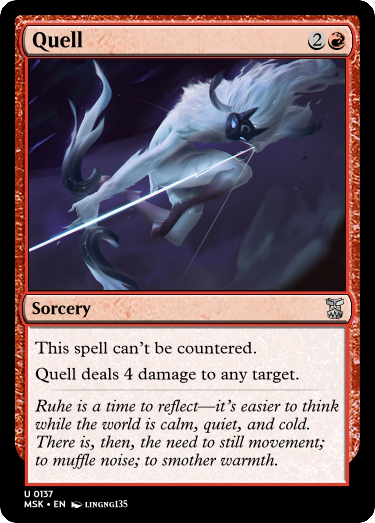 Quell 2
Sorcery
This spell can't be countered.
Quell deals 4 damage to any target.
Ruhe is a time to reflect—it's easier to think
while the world is calm, quiet, and cold.
There is, then, the need to still movement;
to muffle noise; to smother warmth.
U 0137
MSK • EN LINGNG135